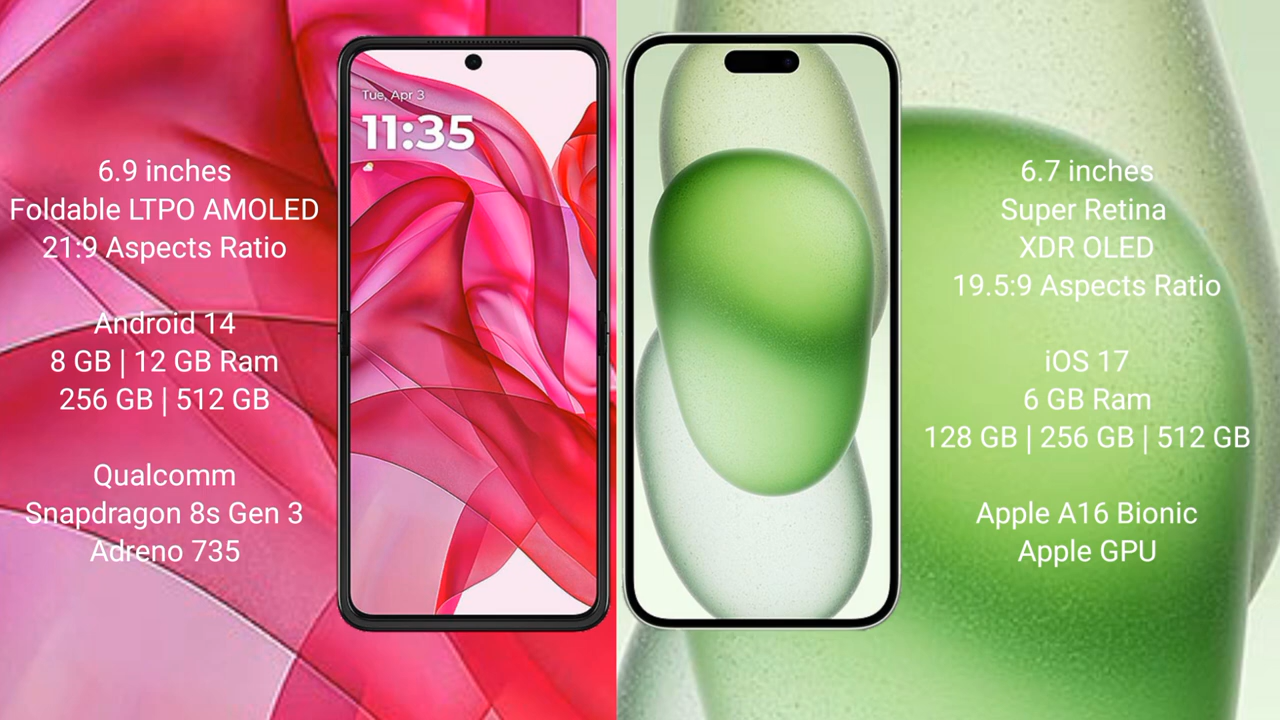 6.9 inches
Foldable LTPO AMOLED
21:9 Aspects Ratio
Android 14
8 GB | 12 GB Ram
256 GB | 512 GB
Qualcomm
Snapdragon 8s Gen 3
Adreno 735
Tue, Apr 3
11:35
6.7 inches
Super Retina
XDR OLED
19.5:9 Aspects Ratio
iOS 17
6 GB Ram
128 GB | 256 GB | 512 GB
Apple A16 Bionic
Apple GPU